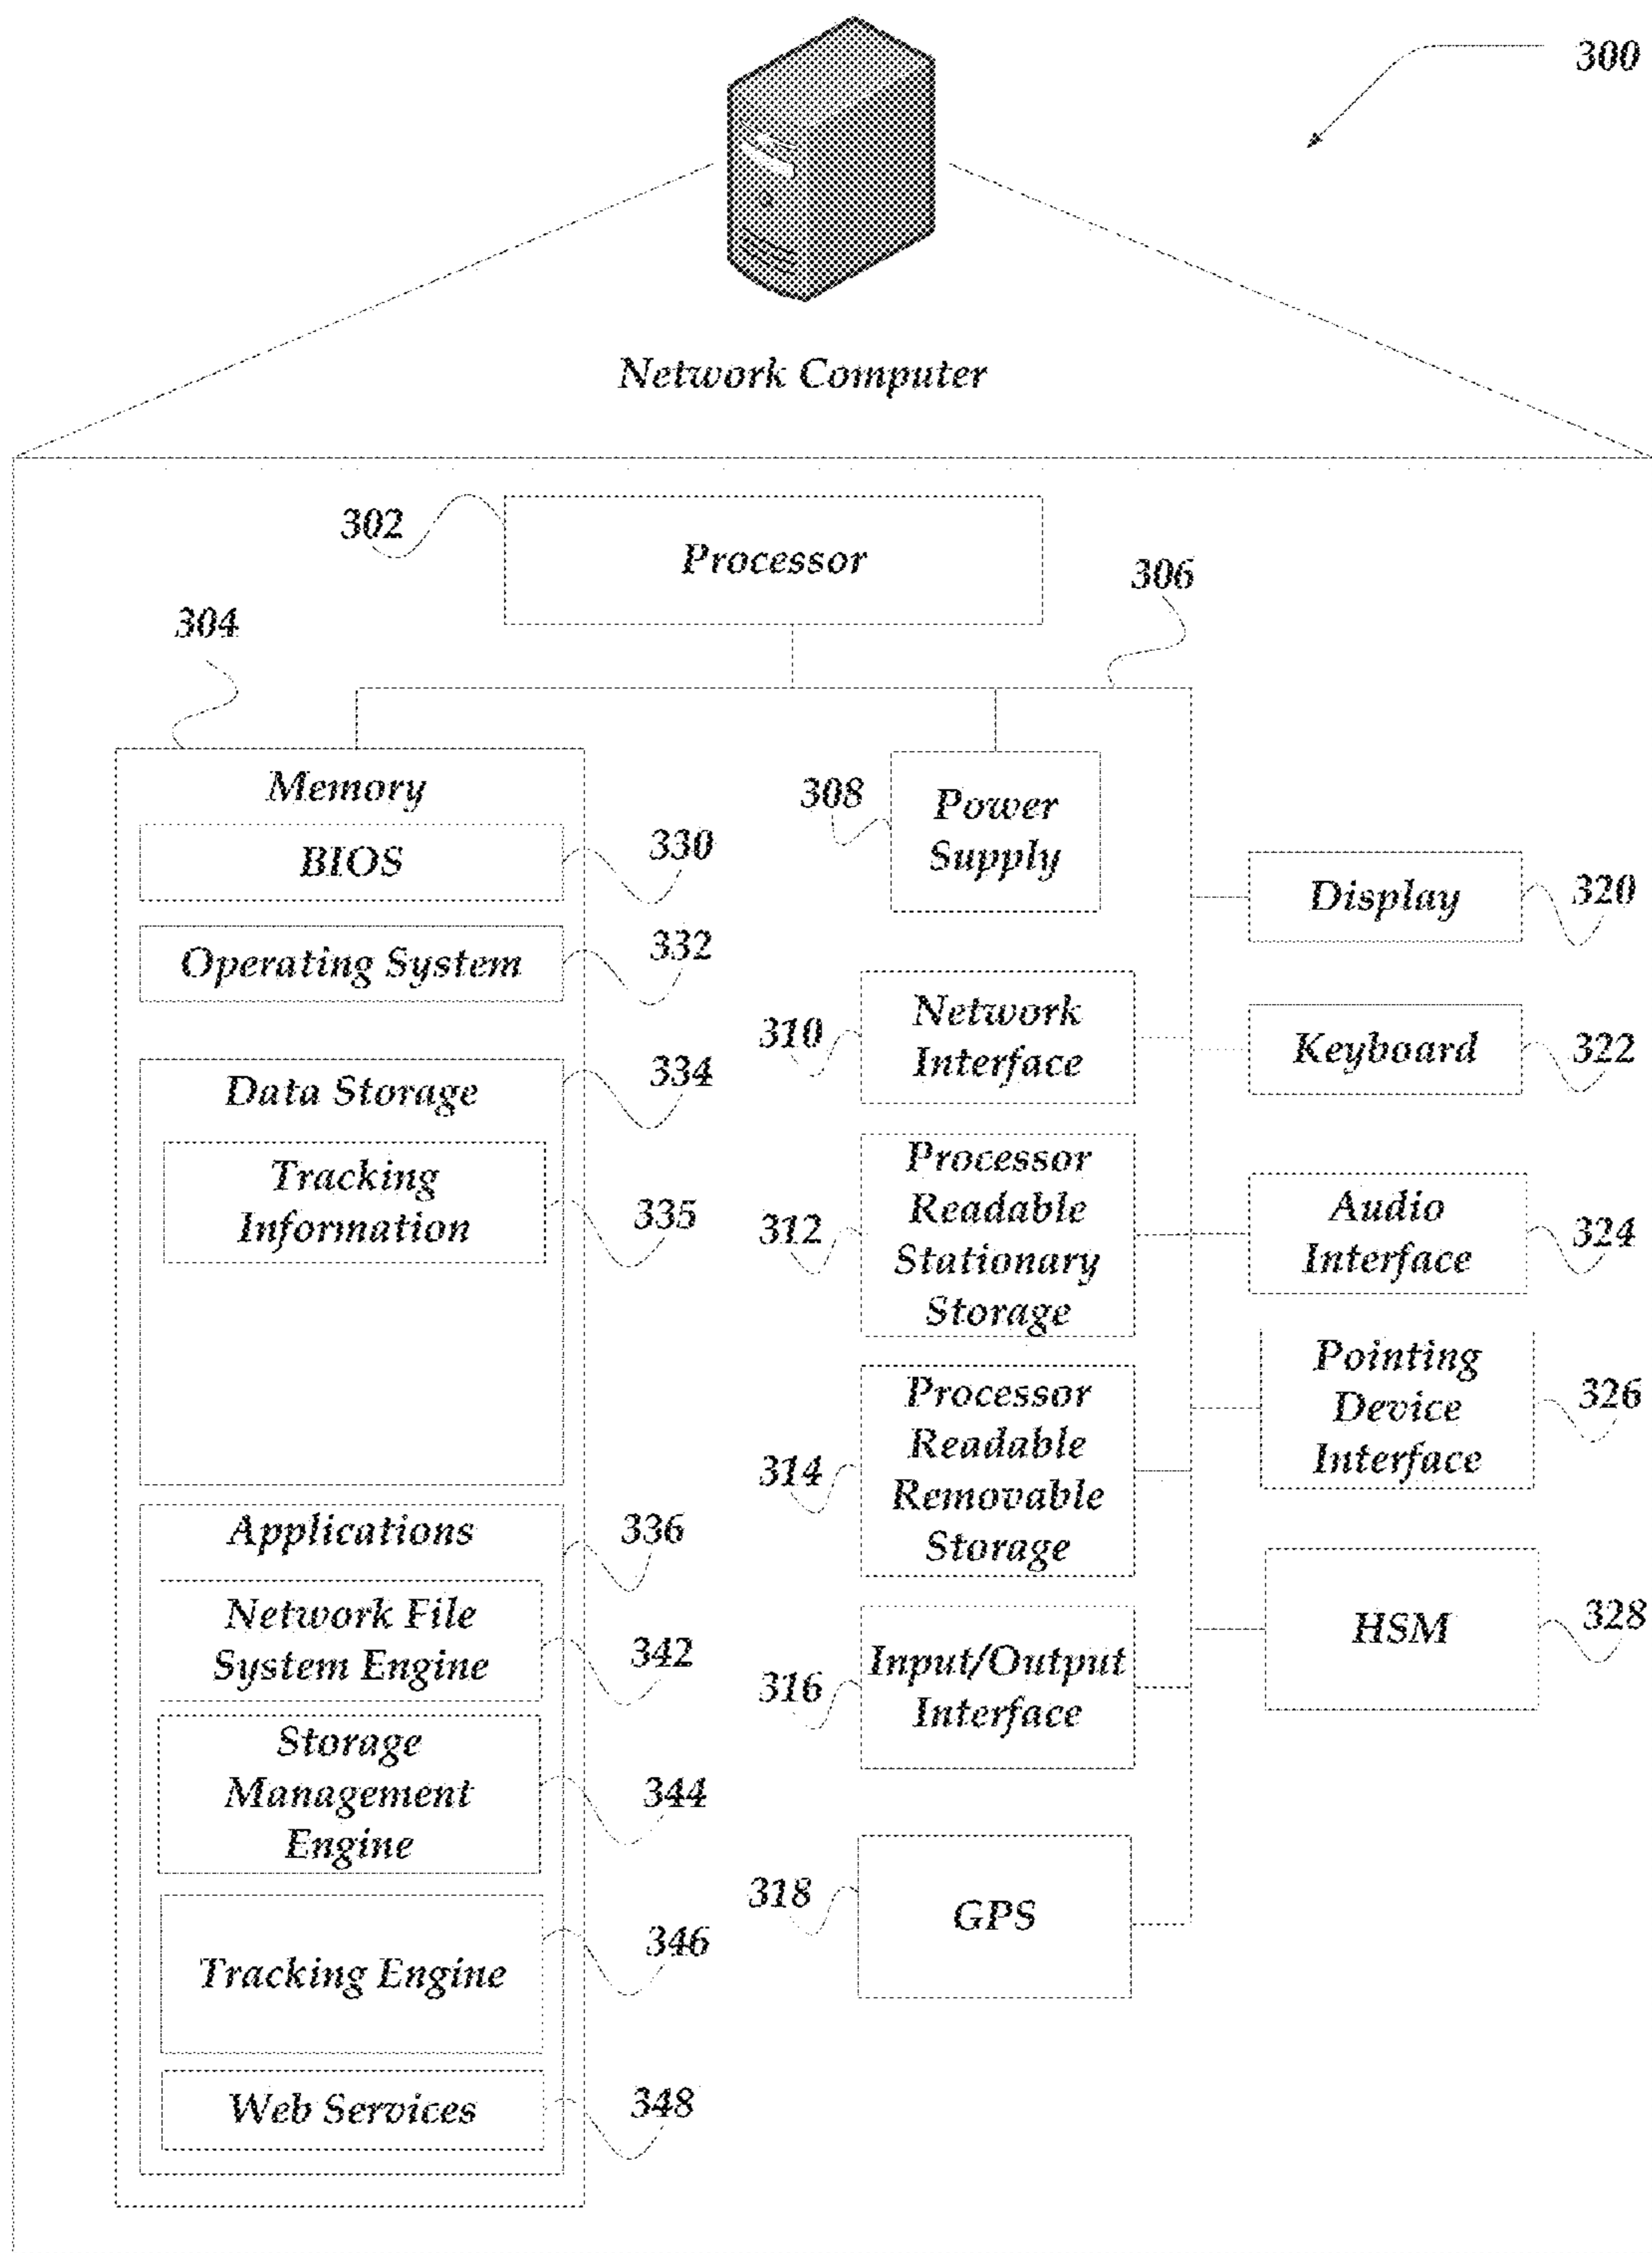 300
Network Computer
302
Processor
306
304
Memory
BIOS
330
Operating System
332
Data Storage
334
Tracking
Information
335
Applications
336
Network File
System Engine
342
Storage
Management
Engine
344
Tracking Engine
346
Web Services
348
308
Power
Supply
310
Network
Interface
312
Processor
Readable
Stationary
Storage
314
Processor
Readable
Removable
Storage
316
Input/Output
Interface
318
GPS
Display
320
Keyboard
322
Audio
Interface
324
Pointing
Device
Interface
326
HSM
328